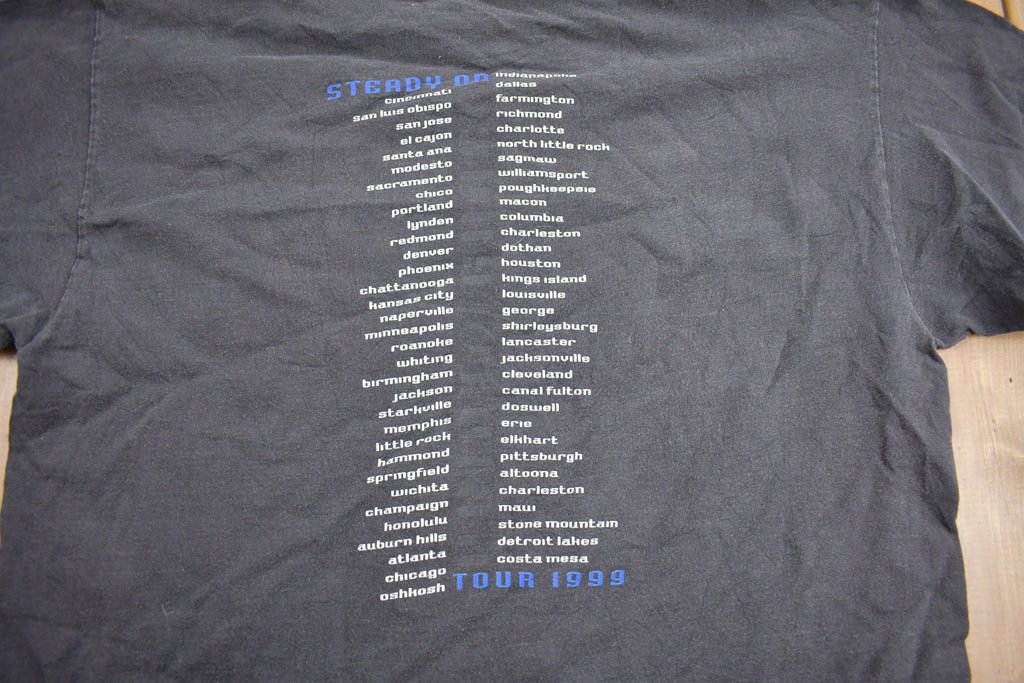 STEADY ON
cincinnati
san luis obispo
san jose
el cajon
santa ana
modesto
sacramento
chico
portland
lynden
redmond
denver
phoenix
chattanooga
kansas city
naperville
minneapolis
roanoke
whiting
birmingham
jackson
starkville
memphis
little rock
hammond
springfield
wichita
champaign
honolulu
auburn hills
atlanta
chicago
oshkosh
indianapolis
dallas
farmington
richmond
charlotte
north little rock
saginaw
williamsport
poughkeepsie
macon
columbia
charleston
dothan
houston
kings island
louisville
george
shirleysburg
lancaster
jacksonville
cleveland
canal fulton
doswell
erie
elkhart
pittsburgh
altoona
charleston
maui
stone mountain
detroit lakes
costa mesa
TOUR 1999